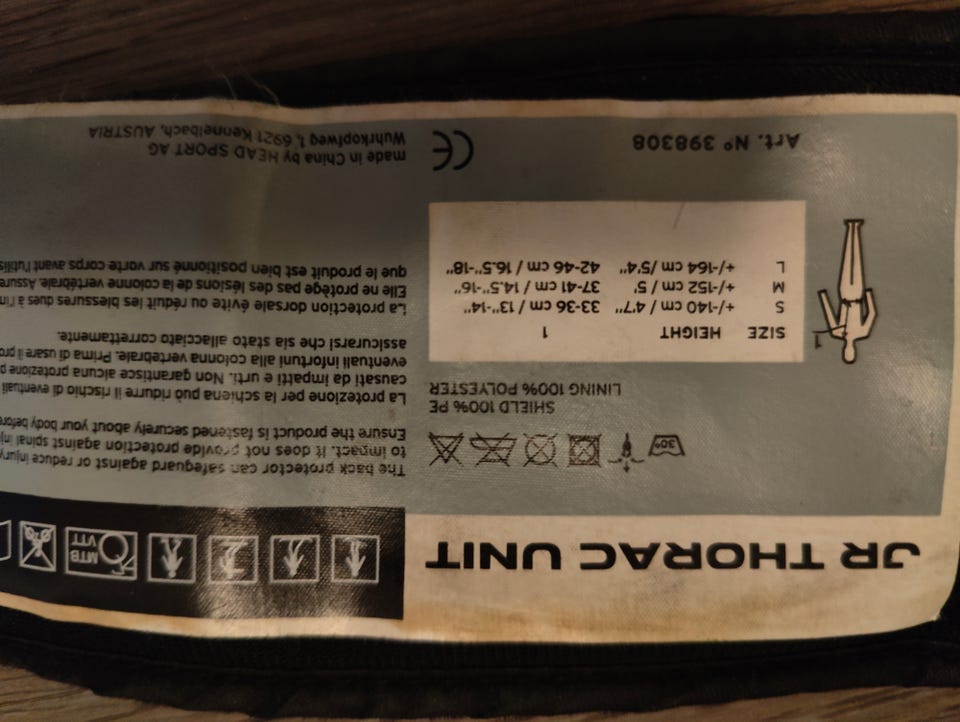 JR THORAC UNIT
30°
SHIELD 100% PE
LINING 100% POLYESTER
SIZE HEIGHT 1
S +/-140 cm / 4'7“ 33-36 cm / 13“-14“
M +/-152 cm / 5' 37-41 cm / 14.5“-16“
L +/-164 cm / 5'4“ 42-46 cm / 16.5“-18“
1
Art. N° 398308
CE
MTB
VTT
The back protector can safeguard against or reduce injury
to impact. It does not provide protection against spinal
Ensure the product is fastened securely about your body before
La protezione per la schiena può ridurre il rischio di eventuali
causati da impatti e urti. Non garantisce alcuna protezione
eventuali infortuni alla colonna vertebrale. Prima di usare il
assicurarsi che sia stato allacciato correttamente.
La protection dorsale évite ou réduit les blessures dues à
Elle ne protège pas des lésions de la colonne vertébrale.
que le produit est bien positionné sur votre corps avant
made in China by HEAD SPORT AG
Wuhrkopfweg 1, 6921 Kennelbach, AUSTRIA